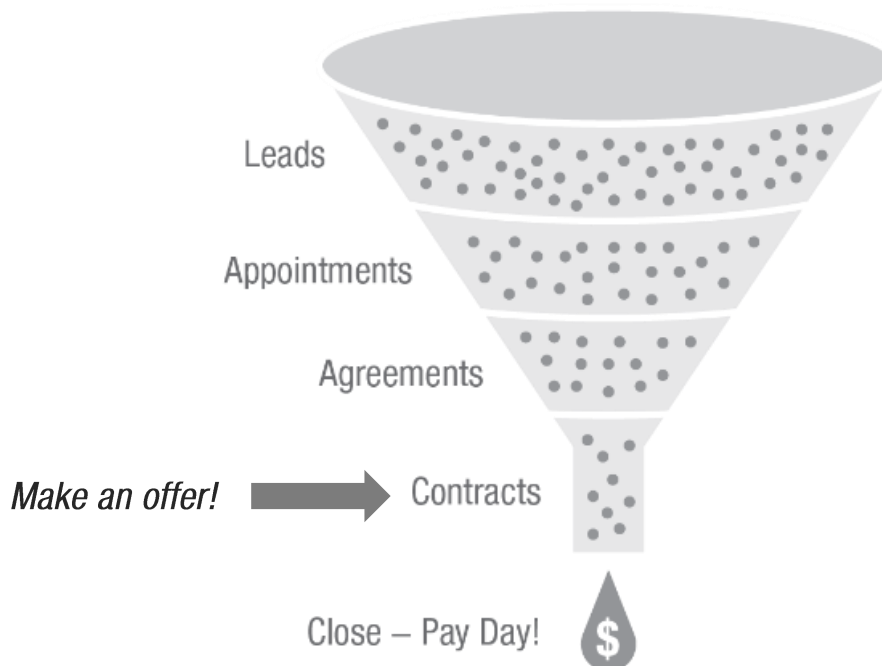 Leads
Appointments
Agreements
Make an offer!
Contracts
Close – Pay Day!
$